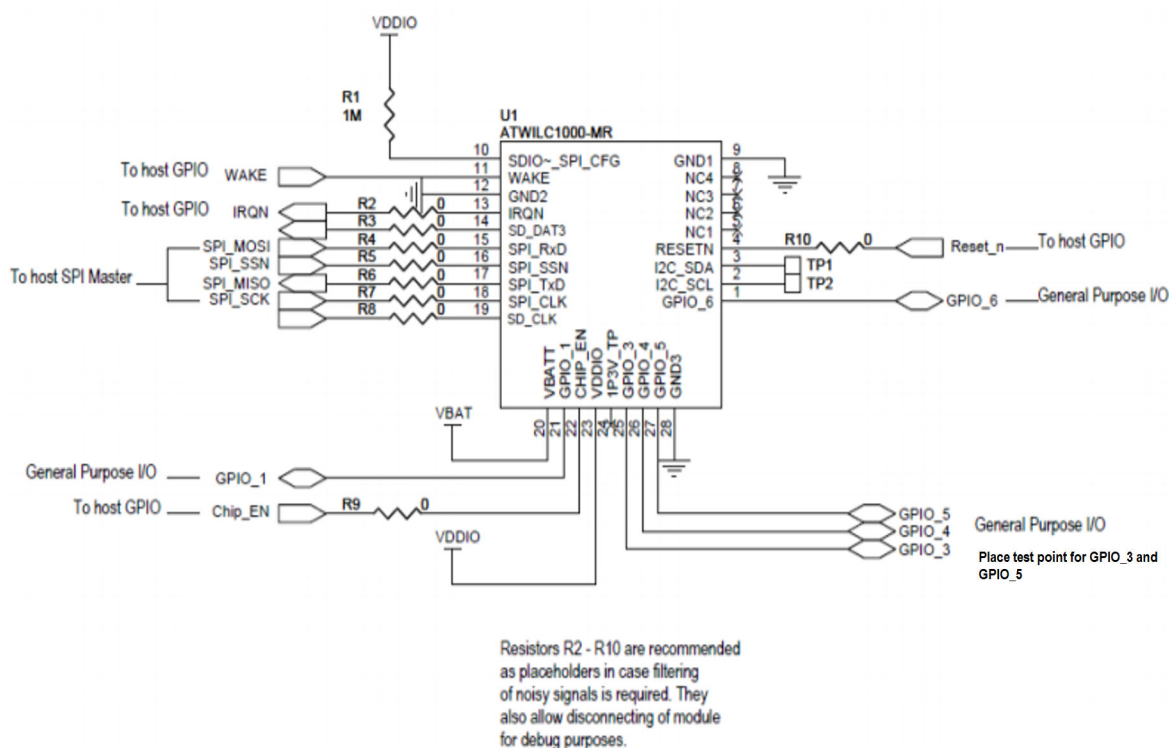 VDDIO
R1
1M
U1
ATWILC1000-MR
10 SDIO~_SPI_CFG GND1 9
To host GPIO WAKE 11 WAKE NC4 8
12 GND2 NC3 7
To host GPIO IRQN R2 0 13 IRQN NC2 6
R3 0 14 SD_DAT3 NC1 5
SPI_MOSI R4 0 15 SPI_RxD RESETN 4 R10 0 Reset_n To host GPIO
SPI_SSN R5 0 16 SPI_SSN I2C_SDA 3 TP1
To host SPI Master SPI_MISO R6 0 17 SPI_TxD I2C_SCL 2 TP2
SPI_SCK R7 0 18 SPI_CLK GPIO_6 1 GPIO_6 General Purpose I/O
R8 0 19 SD_CLK
VBATT
GPIO_1
CHIP_EN
VDDIO
1P3V_TP
GPIO_3
GPIO_4
GPIO_5
GND3
VBAT
20 21 22 23 24 25 26 27 28
General Purpose I/O GPIO_1
To host GPIO Chip_EN R9 0
VDDIO
GPIO_5
GPIO_4 General Purpose I/O
GPIO_3
Place test point for GPIO_3 and
GPIO_5
Resistors R2 - R10 are recommended
as placeholders in case filtering
of noisy signals is required. They
also allow disconnecting of module
for debug purposes.